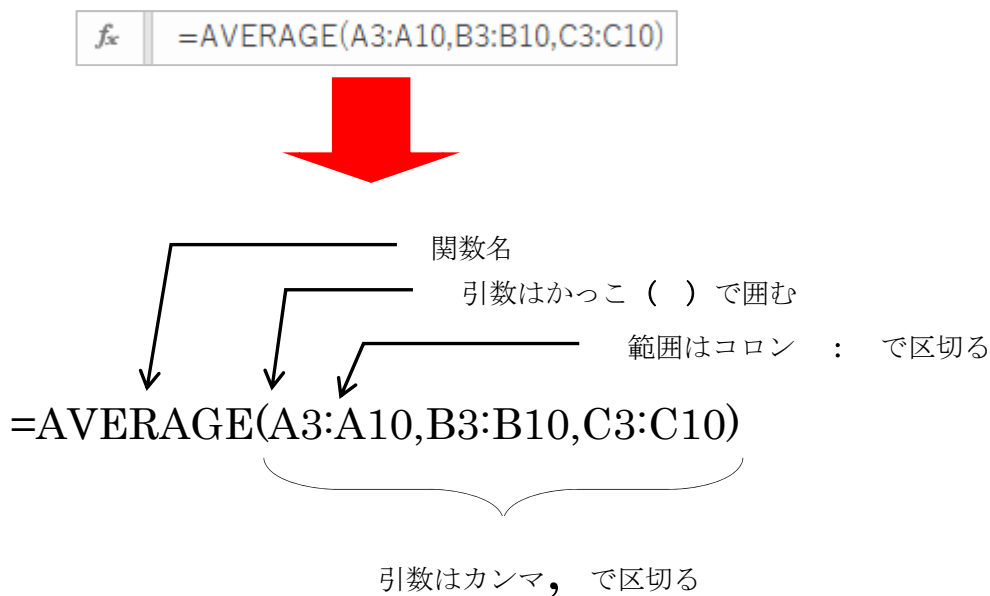 fx =AVERAGE(A3:A10,B3:B10,C3:C10)
関数名
引数はかっこ ( ) で囲む
範囲はコロン : で区切る
=AVERAGE(A3:A10,B3:B10,C3:C10)
引数はカンマ, で区切る